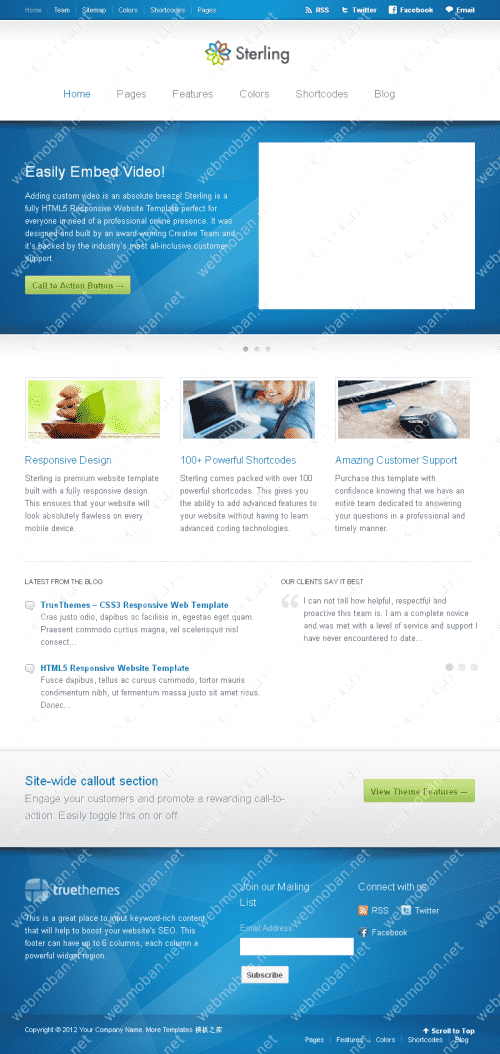 Home Team Sitemap Colors Shortcodes Pages RSS Twitter Facebook Email
Sterling
Home Pages Features Colors Shortcodes Blog
Easily Embed Video!
Adding custom video is an absolute breeze! Sterling is a
fully HTML5 Responsive Website Template perfect for
everyone in need of a professional online presence. It was
designed and built by an award-winning Creative Team and
it's backed by the industry's most all-inclusive customer
support.
Call to Action Button →
Responsive Design
Sterling is premium website template
built with a fully responsive design.
This ensures that your website will
look absolutely flawless on every
mobile device.
100+ Powerful Shortcodes
Sterling comes packed with over 100
powerful shortcodes. This gives you
the ability to add advanced features to
your website without having to learn
advanced coding technologies.
Amazing Customer Support
Purchase this template with
confidence knowing that we have an
entire team dedicated to answering
your questions in a professional and
timely manner.
LATEST FROM THE BLOG
TrueThemes – CSS3 Responsive Web Template
Cras justo odio, dapibus ac facilisis in, egestas eget quam.
Praesent commodo cursus magna, vel scelerisque nisl
consect...
HTML5 Responsive Website Template
Fusce dapibus, tellus ac cursus commodo, tortor mauris
condimentum nibh, ut fermentum massa justo sit amet risus.
Donec...
OUR CLIENTS SAY IT BEST
I can not tell how helpful, respectful and
proactive this team is. I am a complete novice
and was met with a level of service and support I
have never encountered to date...
Site-wide callout section
Engage your customers and promote a rewarding call-to-
action. Easily toggle this on or off.
View Theme Features →
truethemes
This is a great place to input keyword-rich content
that will help to boost your website's SEO. This
footer can have up to 6 columns, each column a
powerful widget region.
Join our Mailing
List
Email Address
Subscribe
Connect with us
RSS Twitter
Facebook
Copyright © 2012 Your Company Name. More Templates 模板之家
Scroll to Top
Pages Features Colors Shortcodes Blog
webmoban.net